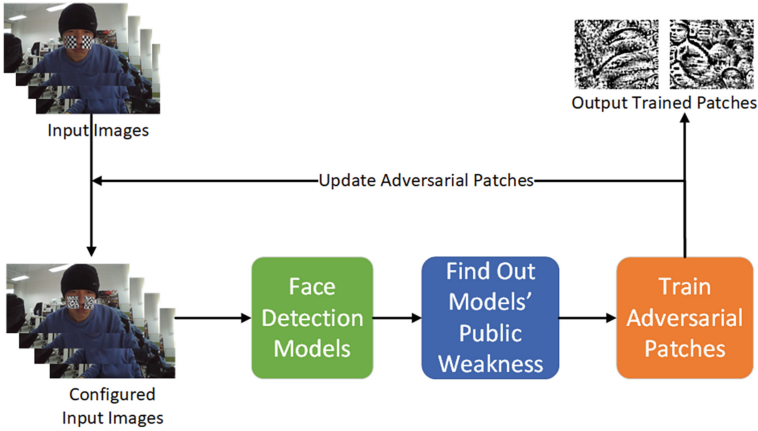 Input Images
Output Trained Patches
Update Adversarial Patches
Configured
Input Images
Face
Detection
Models
Find Out
Models'
Public
Weakness
Train
Adversarial
Patches